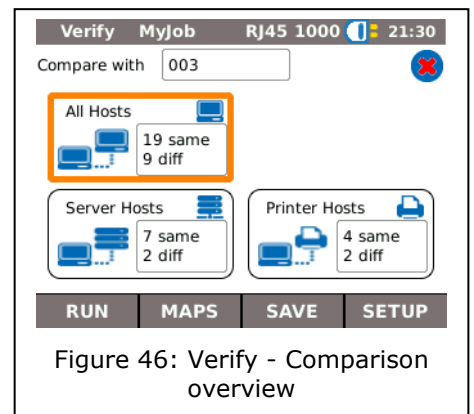 Verify MyJob RJ45 1000 21:30
Compare with 003
All Hosts
19 same
9 diff
Server Hosts
7 same
2 diff
Printer Hosts
4 same
2 diff
RUN MAPS SAVE SETUP
Figure 46: Verify - Comparison
overview